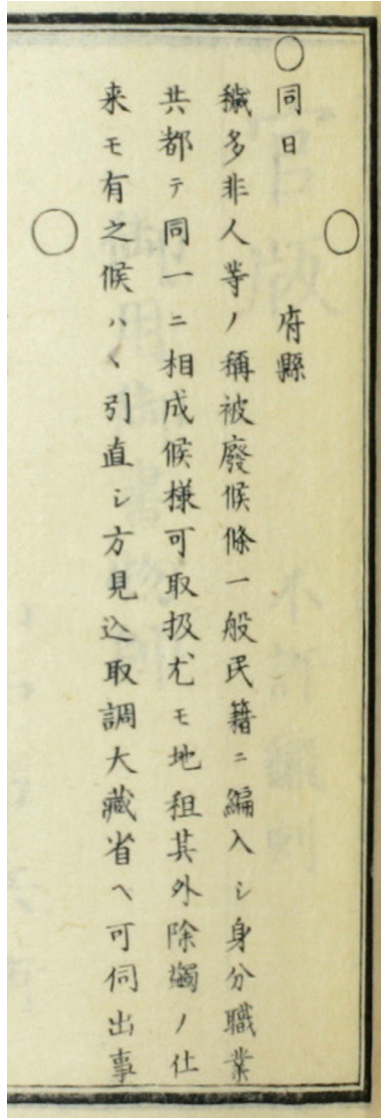 〇同日　　府縣
穢多非人等ノ稱被廢候條一般民籍ニ編入シ身分職業
共都テ同一ニ相成候様可取扱尤モ地租其外除蠲ノ仕
来モ有之候ハヽ引直シ方見込取調大藏省ヘ可伺出事